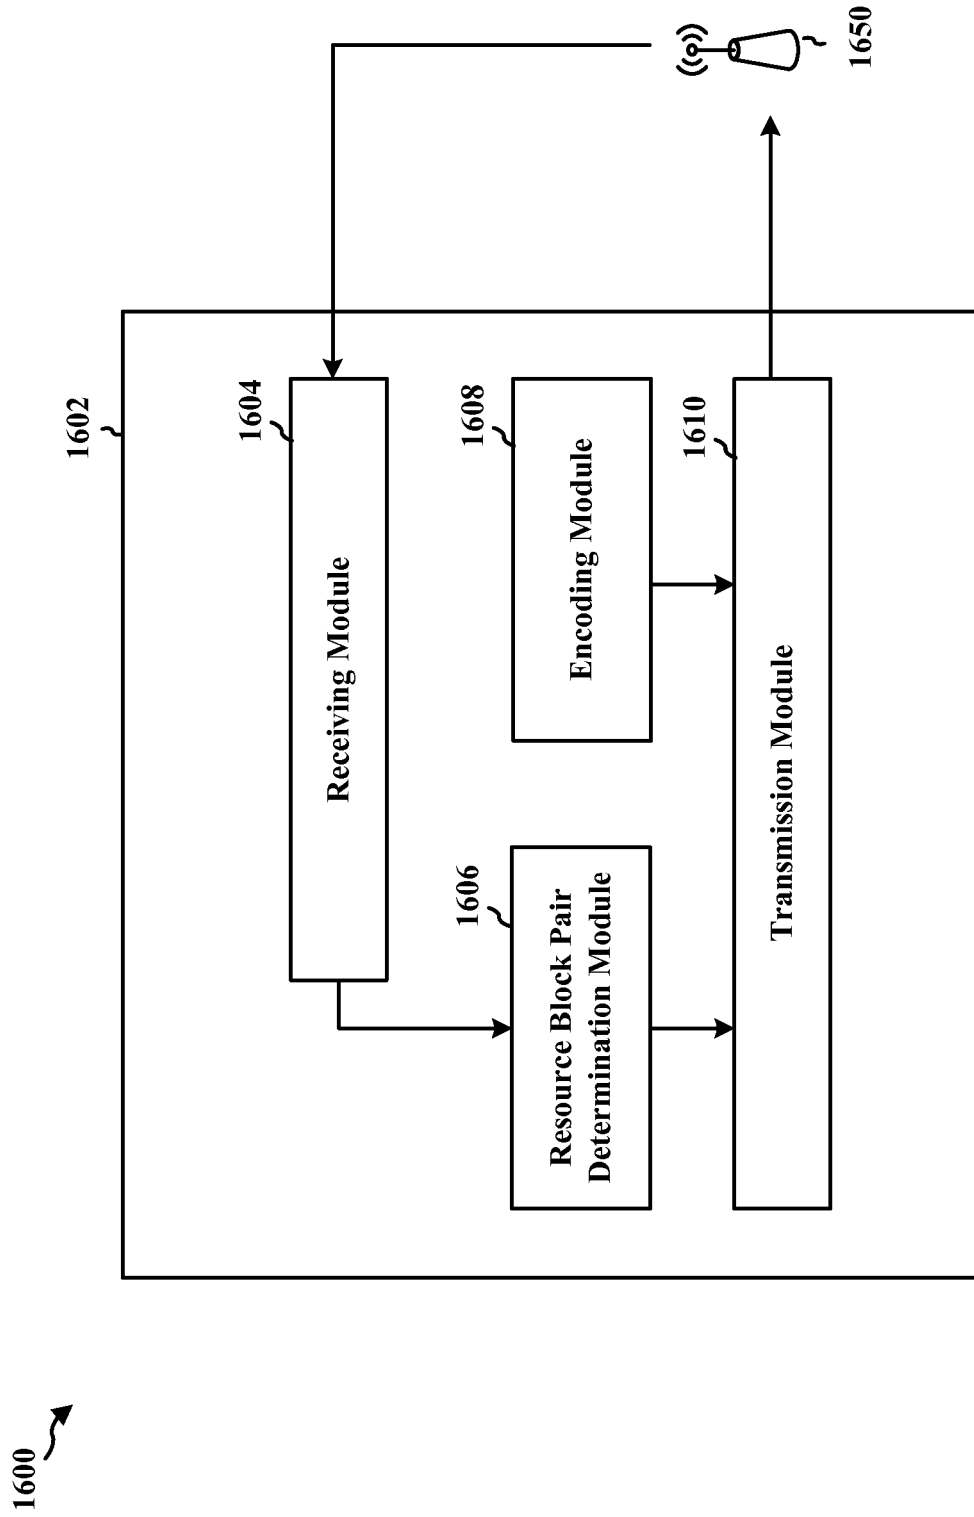 1600
1602
1604
Receiving Module
1606
Resource Block Pair
Determination Module
1608
Encoding Module
1610
Transmission Module
1650